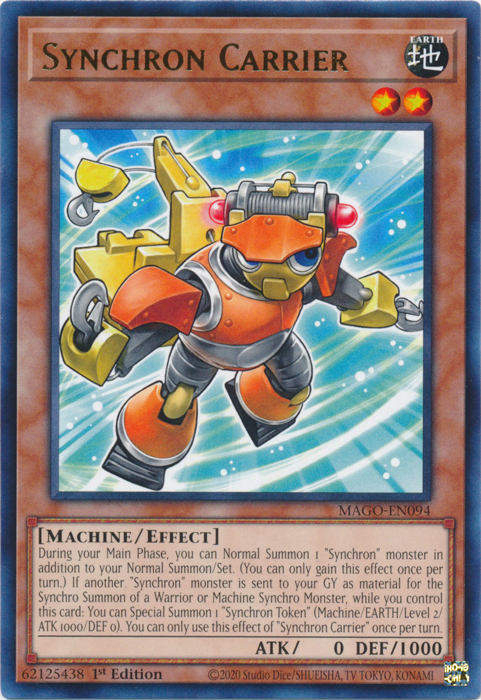 SYNCHRON CARRIER
EARTH
地
MAGO-EN094
[MACHINE/EFFECT]
During your Main Phase, you can Normal Summon 1 "Synchron" monster in
addition to your Normal Summon/Set. (You can only gain this effect once per
turn.) If another "Synchron" monster is sent to your GY as material for the
Synchro Summon of a Warrior or Machine Synchro Monster, while you control
this card: You can Special Summon 1 "Synchron Token" (Machine/EARTH/Level 2/
ATK 1000/DEF 0). You can only use this effect of "Synchron Carrier" once per turn.
ATK/ 0 DEF/1000
62125438 1st Edition ©2020 Studio Dice/SHUEISHA, TV TOKYO, KONAMI